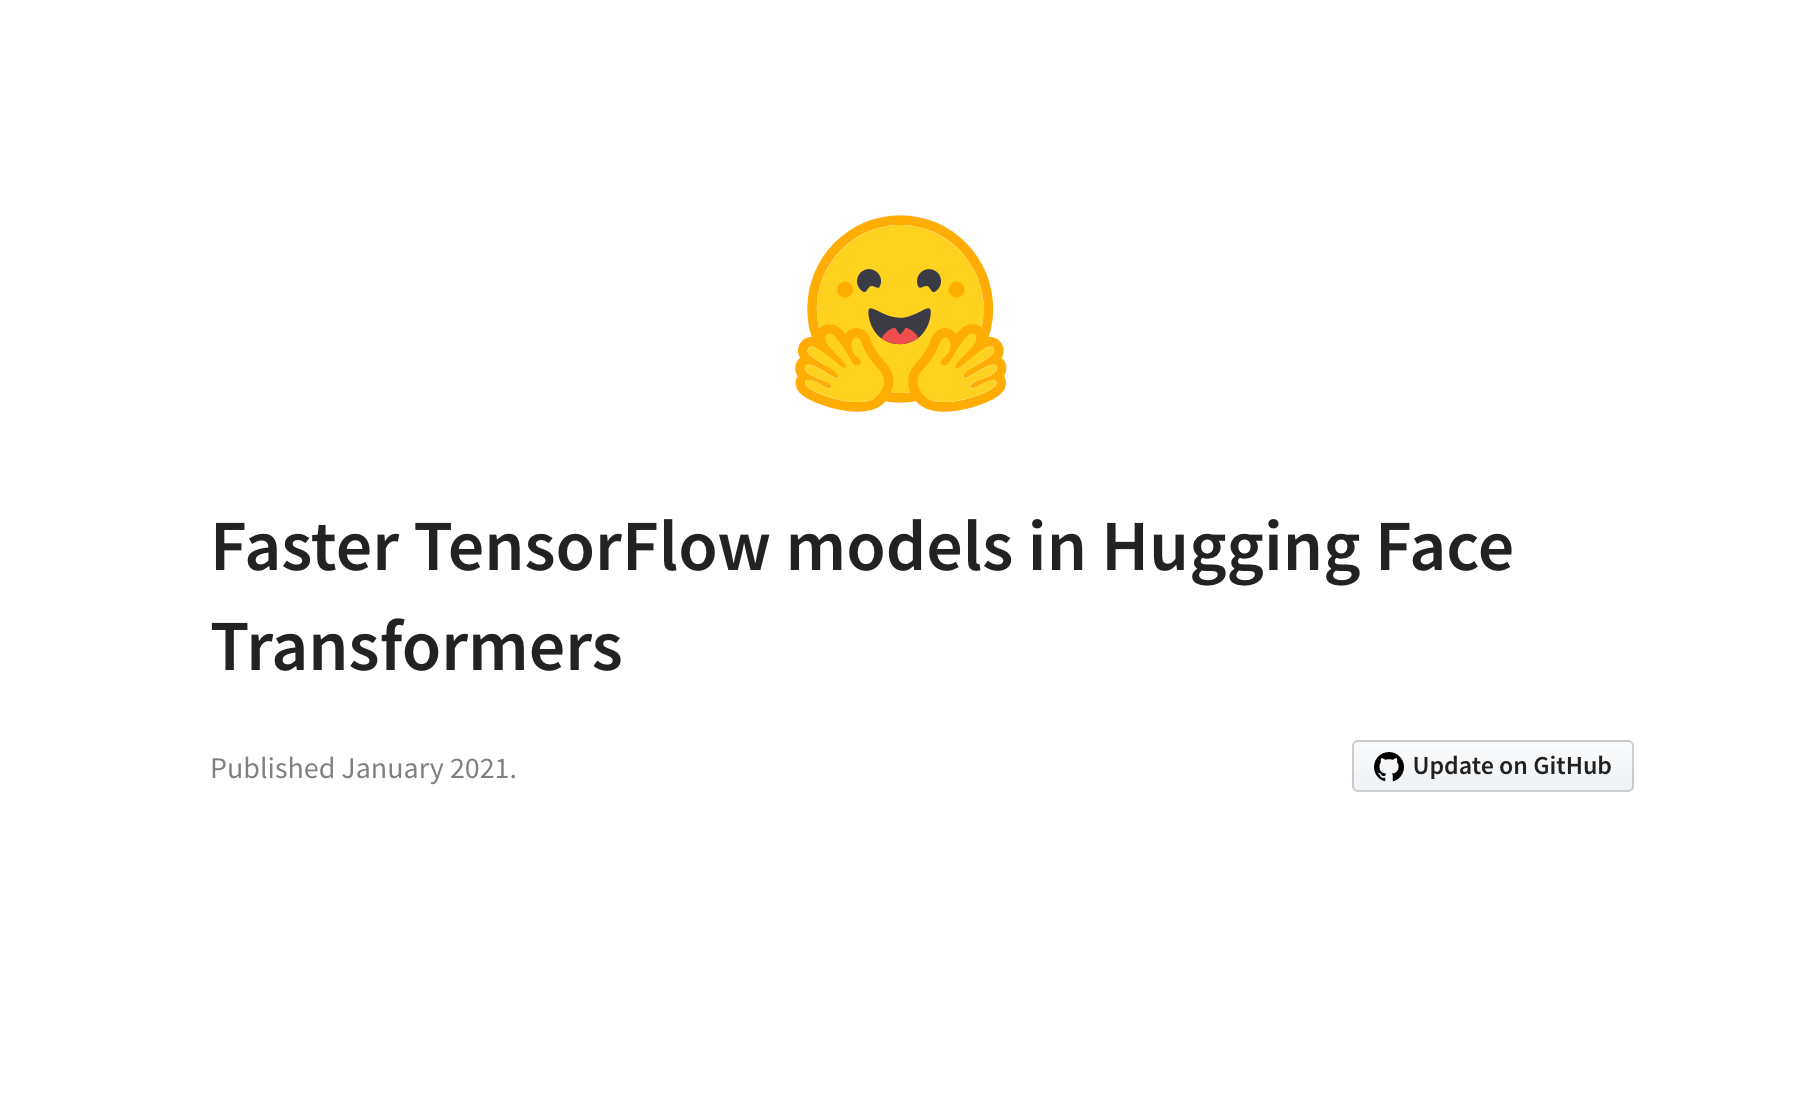 Faster TensorFlow models in Hugging Face
Transformers
Published January 2021.
Update on GitHub